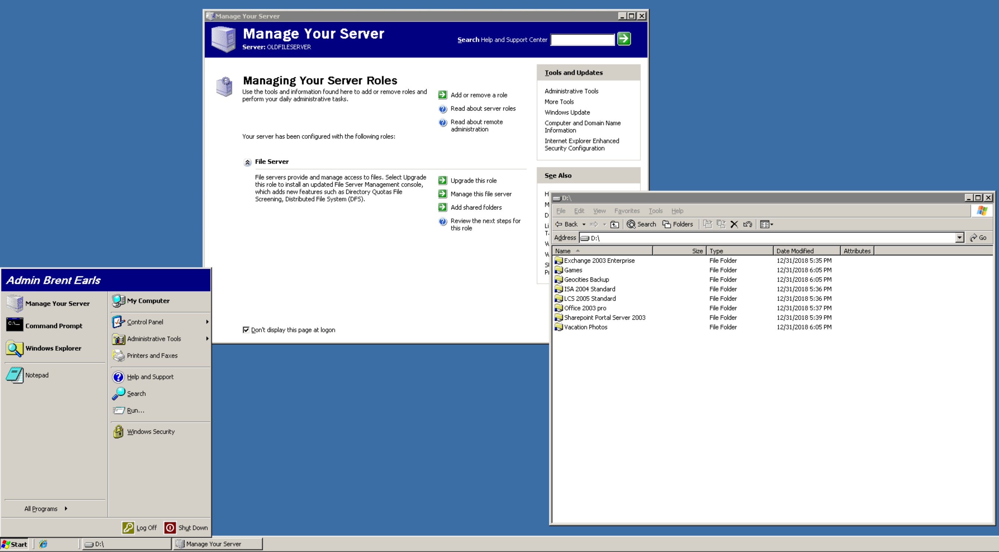 Manage Your Server
Manage Your Server
Server: OLDFILESERVER
Search Help and Support Center
Managing Your Server Roles
Use the tools and information found here to add or remove roles and
perform your daily administrative tasks.
Add or remove a role
Read about server roles
Read about remote
administration
Your server has been configured with the following roles:
File Server
File servers provide and manage access to files. Select Upgrade
this role to install an updated File Server Management console,
which adds new features such as Directory Quotas File
Screening, Distributed File System (DFS).
Upgrade this role
Manage this file server
Add shared folders
Review the next steps for
this role
Don't display this page at logon
Tools and Updates
Administrative Tools
More Tools
Windows Update
Computer and Domain Name
Information
Internet Explorer Enhanced
Security Configuration
See Also
D:\
File Edit View Favorites Tools Help
Back Search Folders
Address D:\ Go
Name Size Type Date Modified Attributes
Exchange 2003 Enterprise File Folder 12/31/2018 5:35 PM
Games File Folder 12/31/2018 6:05 PM
Geocities Backup File Folder 12/31/2018 6:05 PM
ISA 2004 Standard File Folder 12/31/2018 5:36 PM
LCS 2005 Standard File Folder 12/31/2018 5:36 PM
Office 2003 pro File Folder 12/31/2018 5:37 PM
Sharepoint Portal Server 2003 File Folder 12/31/2018 5:39 PM
Vacation Photos File Folder 12/31/2018 6:05 PM
Admin Brent Earls
Manage Your Server
Command Prompt
Windows Explorer
Notepad
All Programs
My Computer
Control Panel
Administrative Tools
Printers and Faxes
Help and Support
Search
Run...
Windows Security
Log Off Shut Down
Start D:\ Manage Your Server